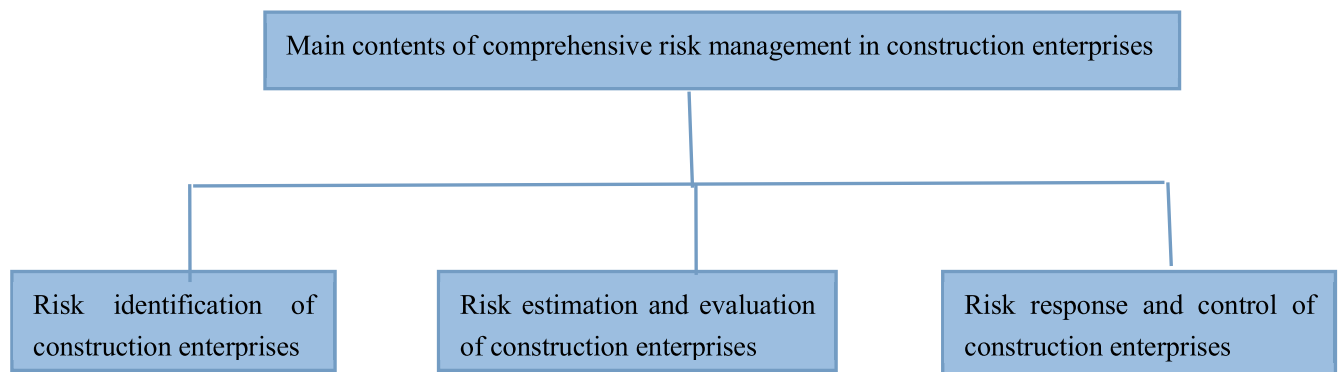 Main contents of comprehensive risk management in construction enterprises
Risk identification of
construction enterprises
Risk estimation and evaluation
of construction enterprises
Risk response and control of
construction enterprises